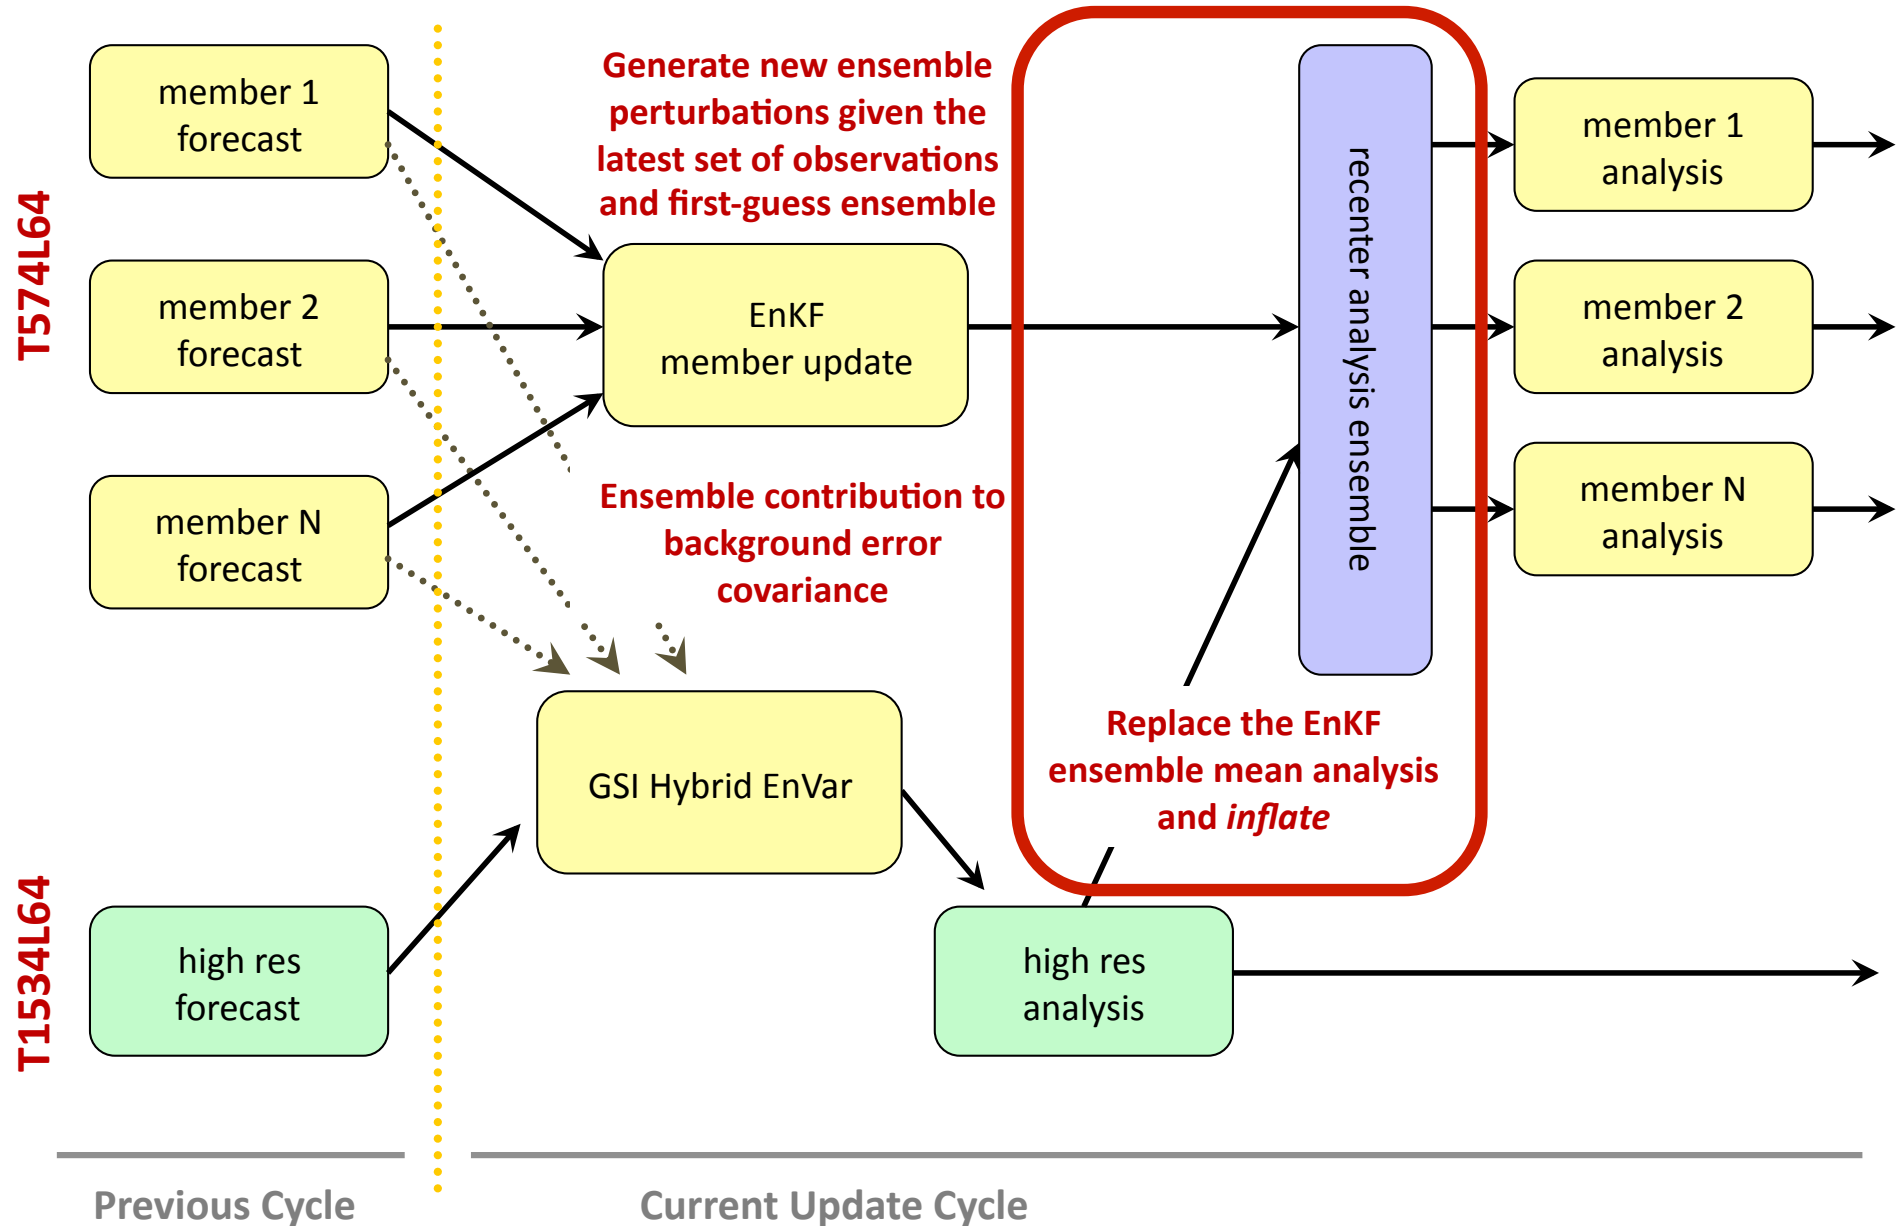 T574L64
member 1
forecast
member 2
forecast
member N
forecast
Generate new ensemble
perturbations given the
latest set of observations
and first-guess ensemble
EnKF
member update
Ensemble contribution to
background error
covariance
GSI Hybrid EnVar
recenter analysis ensemble
Replace the EnKF
ensemble mean analysis
and inflate
member 1
analysis
member 2
analysis
member N
analysis
T1534L64
high res
forecast
high res
analysis
Previous Cycle
Current Update Cycle